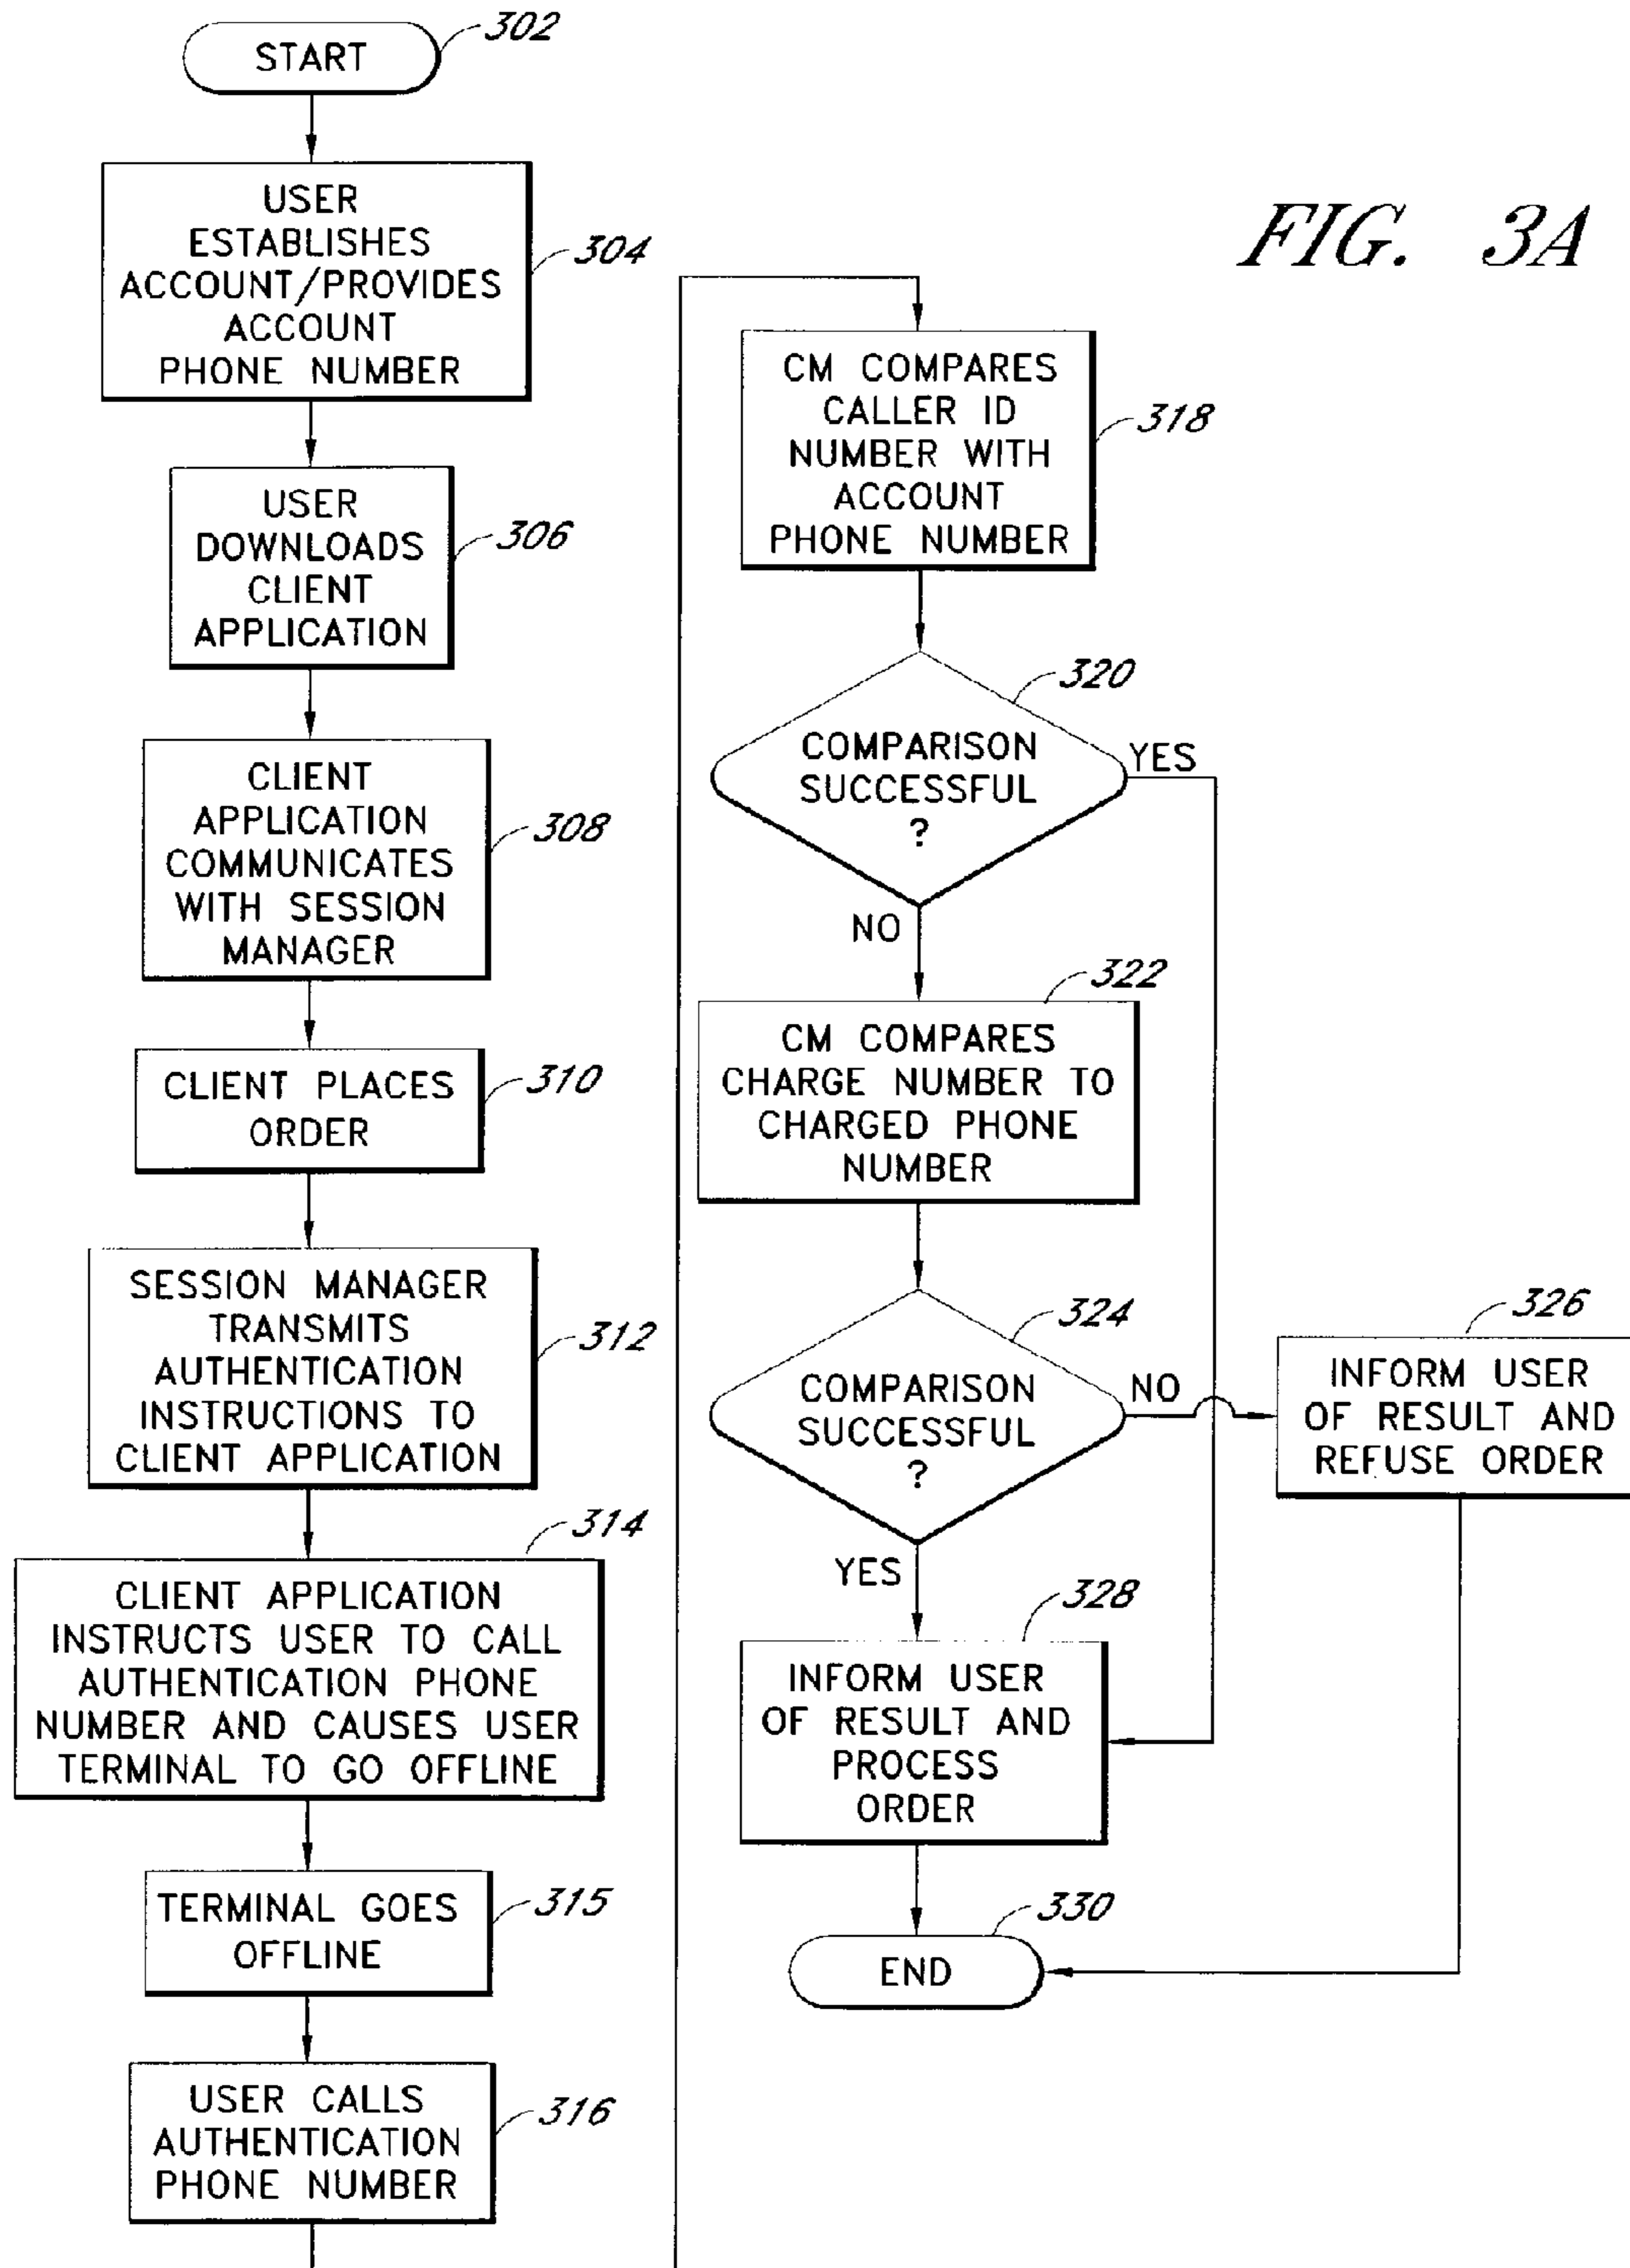 START
302
USER
ESTABLISHES
ACCOUNT/PROVIDES
ACCOUNT
PHONE NUMBER
304
USER
DOWNLOADS
CLIENT
APPLICATION
306
CLIENT
APPLICATION
COMMUNICATES
WITH SESSION
MANAGER
308
CLIENT PLACES
ORDER
310
SESSION MANAGER
TRANSMITS
AUTHENTICATION
INSTRUCTIONS TO
CLIENT APPLICATION
312
CLIENT APPLICATION
INSTRUCTS USER TO CALL
AUTHENTICATION PHONE
NUMBER AND CAUSES USER
TERMINAL TO GO OFFLINE
314
TERMINAL GOES
OFFLINE
315
USER CALLS
AUTHENTICATION
PHONE NUMBER
316
FIG. 3A
CM COMPARES
CALLER ID
NUMBER WITH
ACCOUNT
PHONE NUMBER
318
COMPARISON
SUCCESSFUL
?
320
YES
NO
CM COMPARES
CHARGE NUMBER TO
CHARGED PHONE
NUMBER
322
COMPARISON
SUCCESSFUL
?
324
NO
YES
INFORM USER
OF RESULT AND
REFUSE ORDER
326
INFORM USER
OF RESULT AND
PROCESS
ORDER
328
END
330